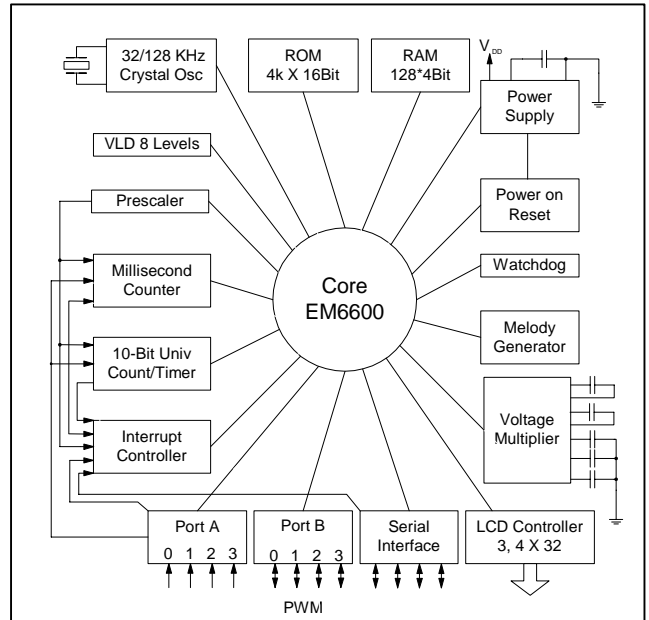 32/128 KHz
Crystal Osc
ROM
4k X 16Bit
RAM
128*4Bit
VDD
Power
Supply
VLD 8 Levels
Prescaler
Power on
Reset
Millisecond
Counter
Core
EM6600
Watchdog
10-Bit Univ
Count/Timer
Melody
Generator
Interrupt
Controller
Voltage
Multiplier
Port A
0 1 2 3
Port B
0 1 2 3
Serial
Interface
LCD Controller
3, 4 X 32
PWM